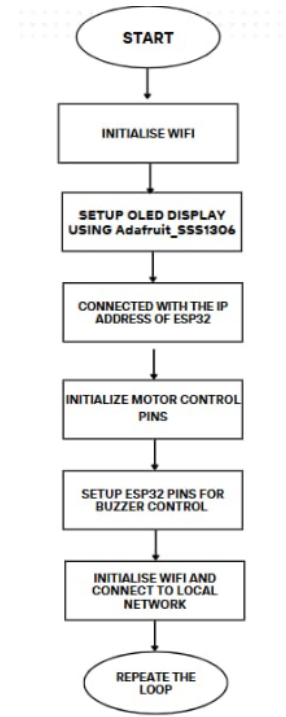 START
INITIALISE WIFI
SETUP OLED DISPLAY
USING Adafruit_SSS1306
CONNECTED WITH THE IP
ADDRESS OF ESP32
INITIALIZE MOTOR CONTROL
PINS
SETUP ESP32 PINS FOR
BUZZER CONTROL
INITIALISE WIFI AND
CONNECT TO LOCAL
NETWORK
REPEATE THE
LOOP